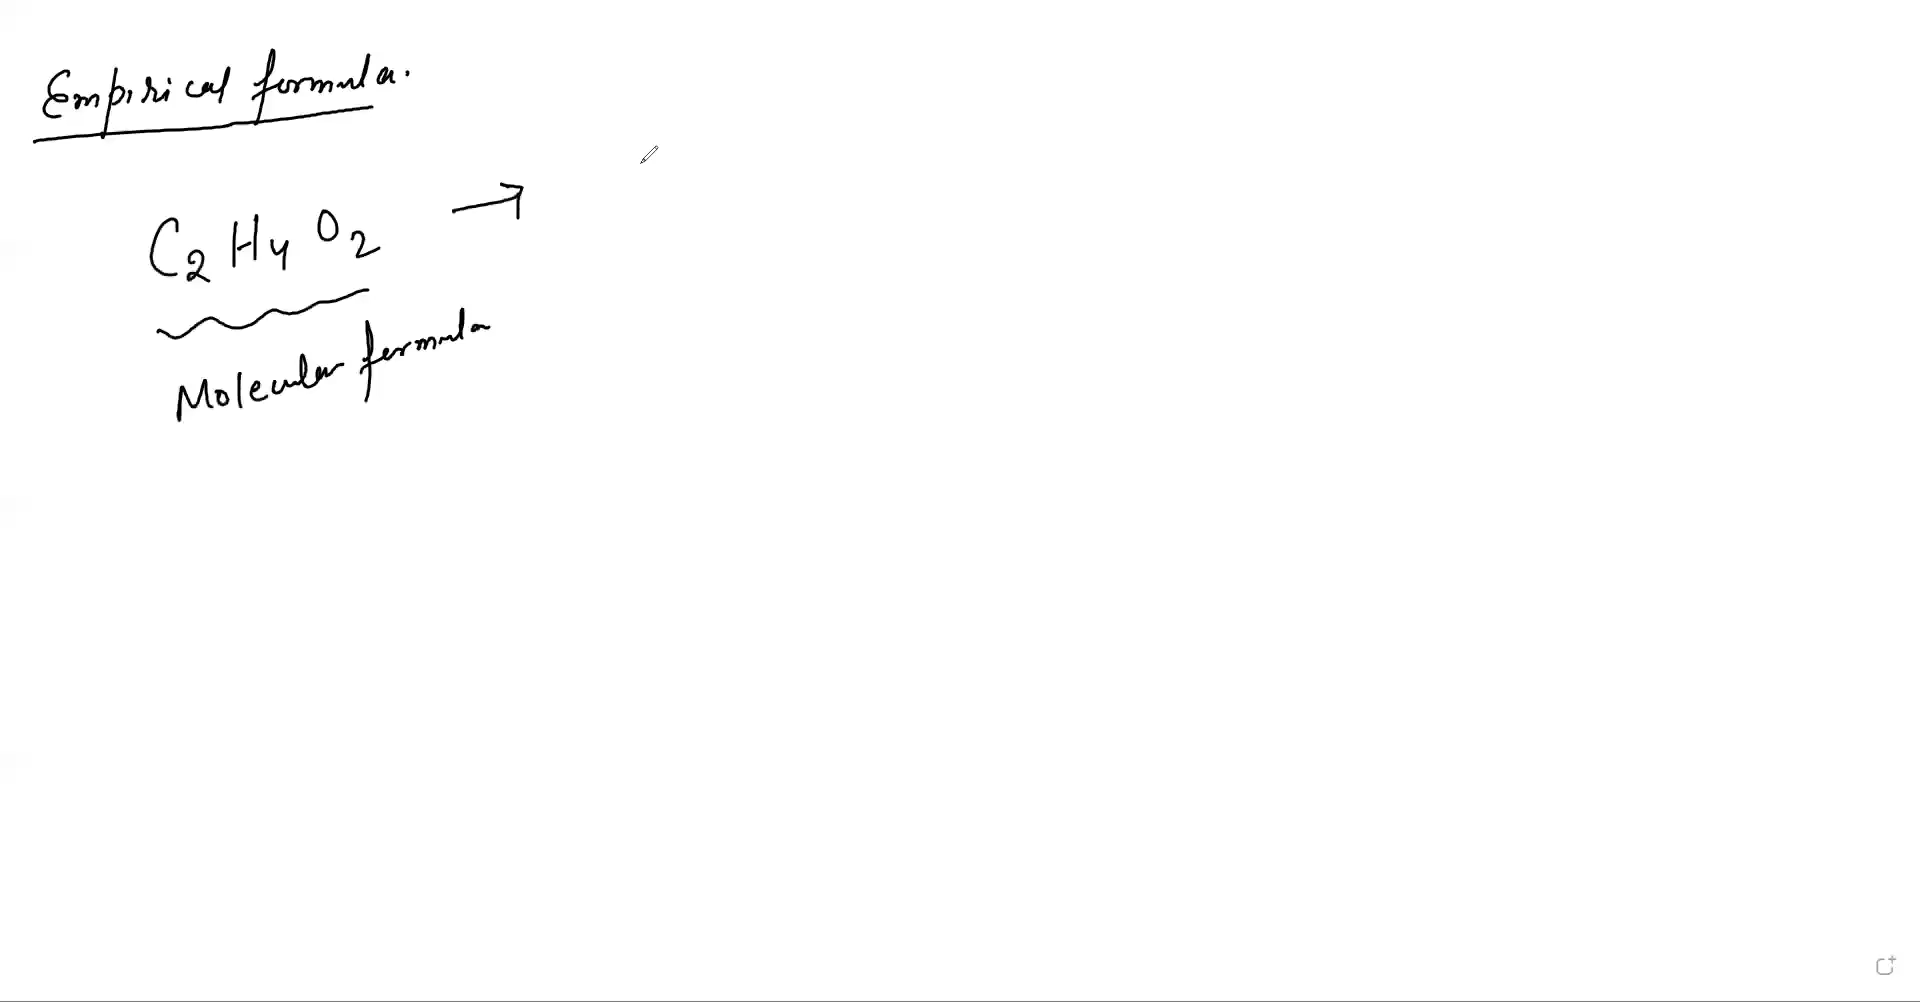 Empirical formula.
C₂ H₄ O₂ →
Molecular formula